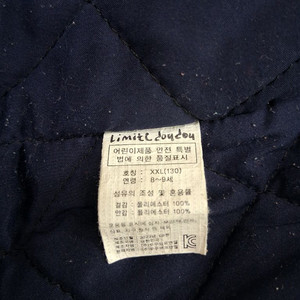 Limite doudou
어린이제품 안전 특별
법에 의한 품질표시
호칭 : XXL(130)
연령 : 8~9세
섬유의 조성 및 혼용율
겉감 : 폴리에스터 100%
안감 : 폴리에스터 100%